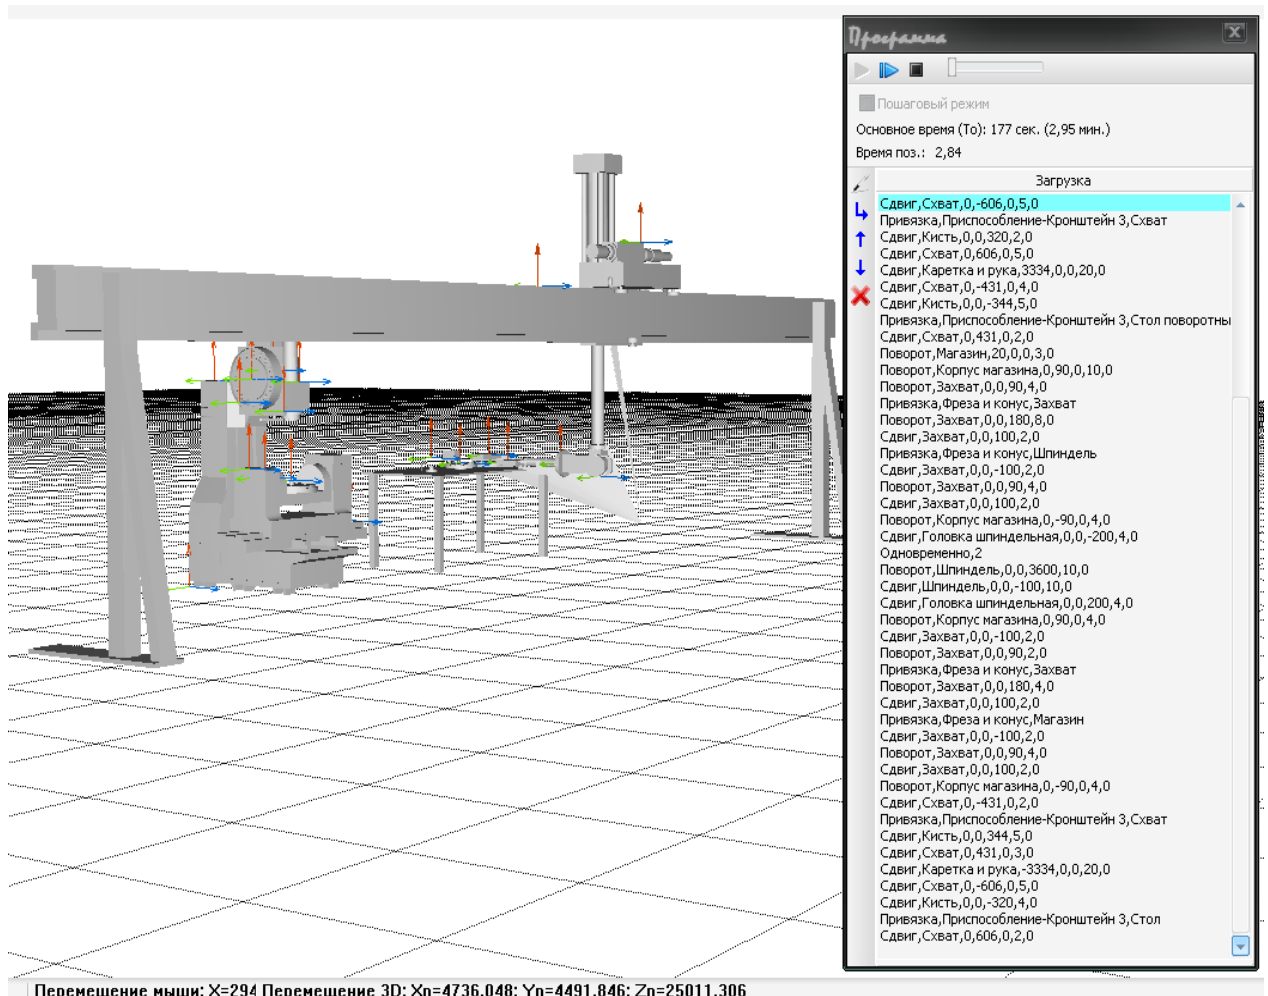 Программа
Пошаговый режим
Основное время (То): 177 сек. (2,95 мин.)
Время поз.: 2,84
Загрузка
Сдвиг,Схват,0,-606,0,5,0
Привязка,Приспособление-Кронштейн 3,Схват
Сдвиг,Кисть,0,0,320,2,0
Сдвиг,Схват,0,606,0,5,0
Сдвиг,Каретка и рука,3334,0,0,20,0
Сдвиг,Схват,0,-431,0,4,0
Сдвиг,Кисть,0,0,-344,5,0
Привязка,Приспособление-Кронштейн 3,Стол поворотны
Сдвиг,Схват,0,431,0,2,0
Поворот,Магазин,20,0,0,3,0
Поворот,Корпус магазина,0,90,0,10,0
Поворот,Захват,0,0,90,4,0
Привязка,Фреза и конус,Захват
Поворот,Захват,0,0,180,8,0
Сдвиг,Захват,0,0,100,2,0
Привязка,Фреза и конус,Шпиндель
Сдвиг,Захват,0,0,-100,2,0
Поворот,Захват,0,0,90,4,0
Сдвиг,Захват,0,0,100,2,0
Поворот,Корпус магазина,0,-90,0,4,0
Сдвиг,Головка шпиндельная,0,0,-200,4,0
Одновременно,2
Поворот,Шпиндель,0,0,3600,10,0
Сдвиг,Шпиндель,0,0,-100,10,0
Сдвиг,Головка шпиндельная,0,0,200,4,0
Поворот,Корпус магазина,0,90,0,4,0
Сдвиг,Захват,0,0,-100,2,0
Поворот,Захват,0,0,90,2,0
Привязка,Фреза и конус,Захват
Поворот,Захват,0,0,180,4,0
Сдвиг,Захват,0,0,100,2,0
Привязка,Фреза и конус,Магазин
Сдвиг,Захват,0,0,-100,2,0
Поворот,Захват,0,0,90,4,0
Сдвиг,Захват,0,0,100,2,0
Поворот,Корпус магазина,0,-90,0,4,0
Сдвиг,Схват,0,-431,0,2,0
Привязка,Приспособление-Кронштейн 3,Схват
Сдвиг,Кисть,0,0,344,5,0
Сдвиг,Схват,0,431,0,3,0
Сдвиг,Каретка и рука,-3334,0,0,20,0
Сдвиг,Схват,0,-606,0,5,0
Сдвиг,Кисть,0,0,-320,4,0
Привязка,Приспособление-Кронштейн 3,Стол
Сдвиг,Схват,0,606,0,2,0
Перемещение мыши: X=294 Перемещение 3D: Xn=4736,048; Yn=4491,846; Zn=25011,306